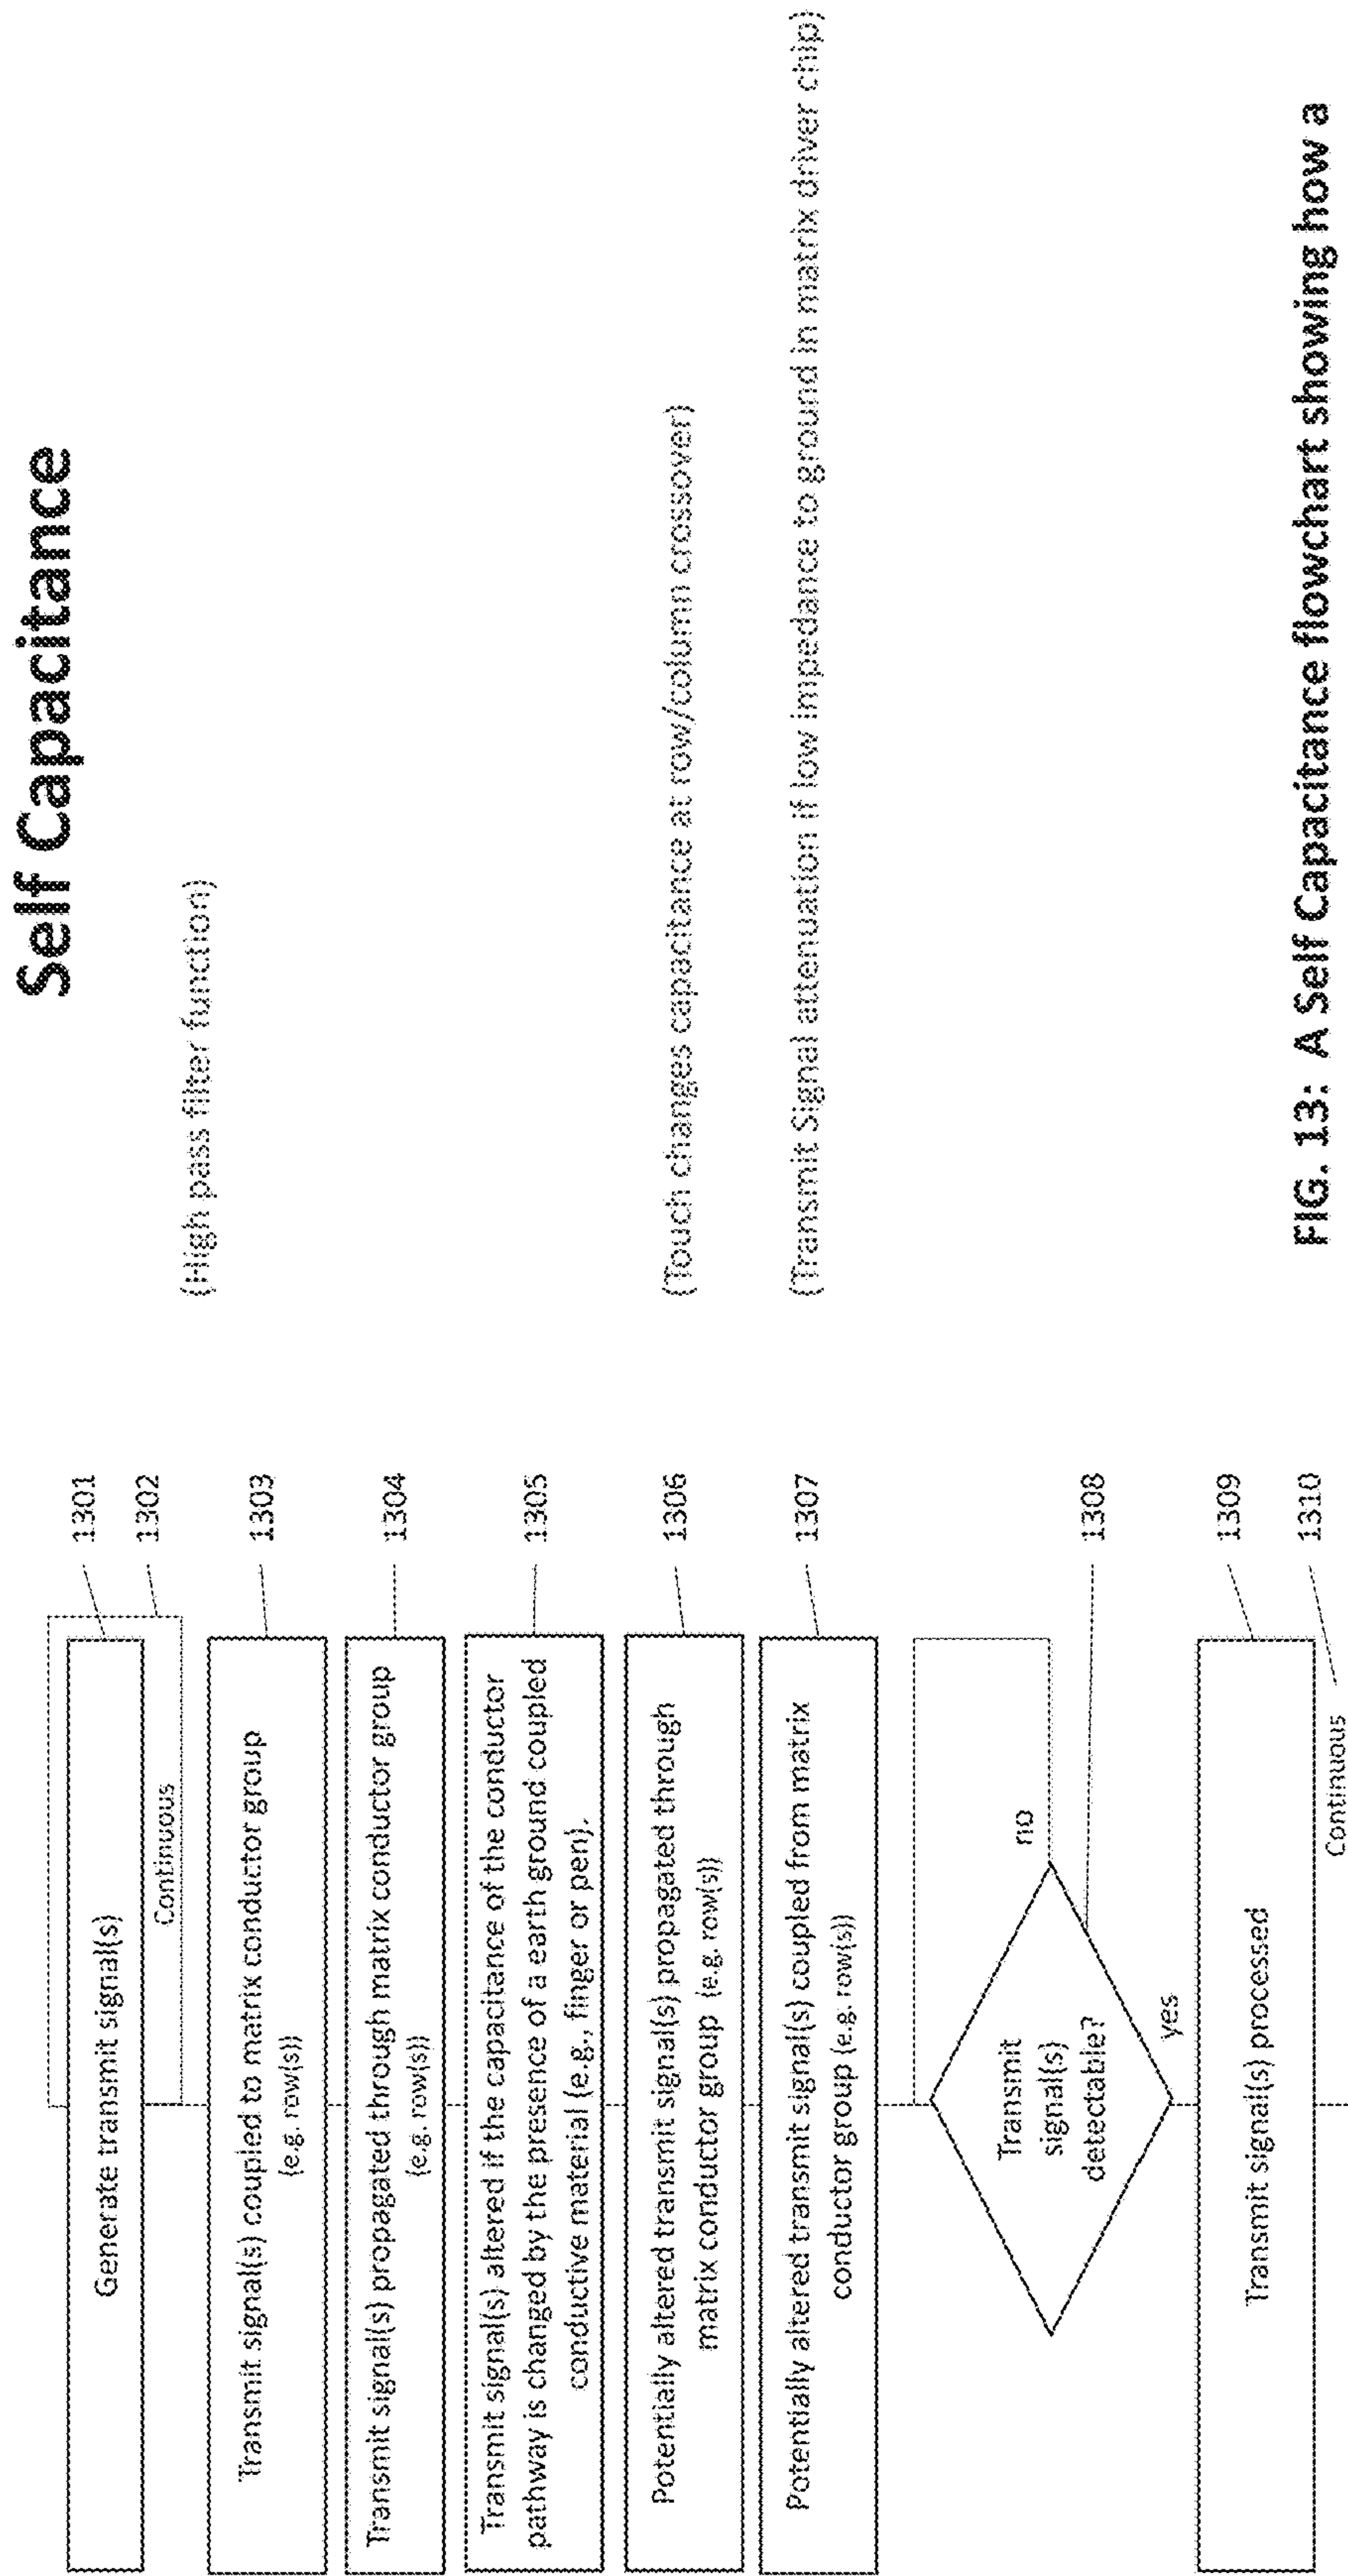 Self Capacitance
Generate transmit signal(s)
1301
Continuous
1302
(High pass filter function)
Transmit signal(s) coupled to matrix conductor group
(e.g. row(s))
1303
Transmit signal(s) propagated through matrix conductor group
(e.g. row(s))
1304
Transmit signal(s) altered if the capacitance of the conductor
pathway is changed by the presence of a earth ground coupled
conductive material (e.g., finger or pen).
1305
Potentially altered transmit signal(s) propagated through
matrix conductor group (e.g. row(s))
1306
(Touch changes capacitance at row/column crossover)
Potentially altered transmit signal(s) coupled from matrix
conductor group (e.g. row(s))
1307
(Transmit Signal attenuation if low impedance to ground in matrix driver chip)
Transmit
signal(s)
detectable?
no
1308
yes
Transmit signal(s) processed
1309
1310
Continuous
FIG. 13: A Self Capacitance flowchart showing how a